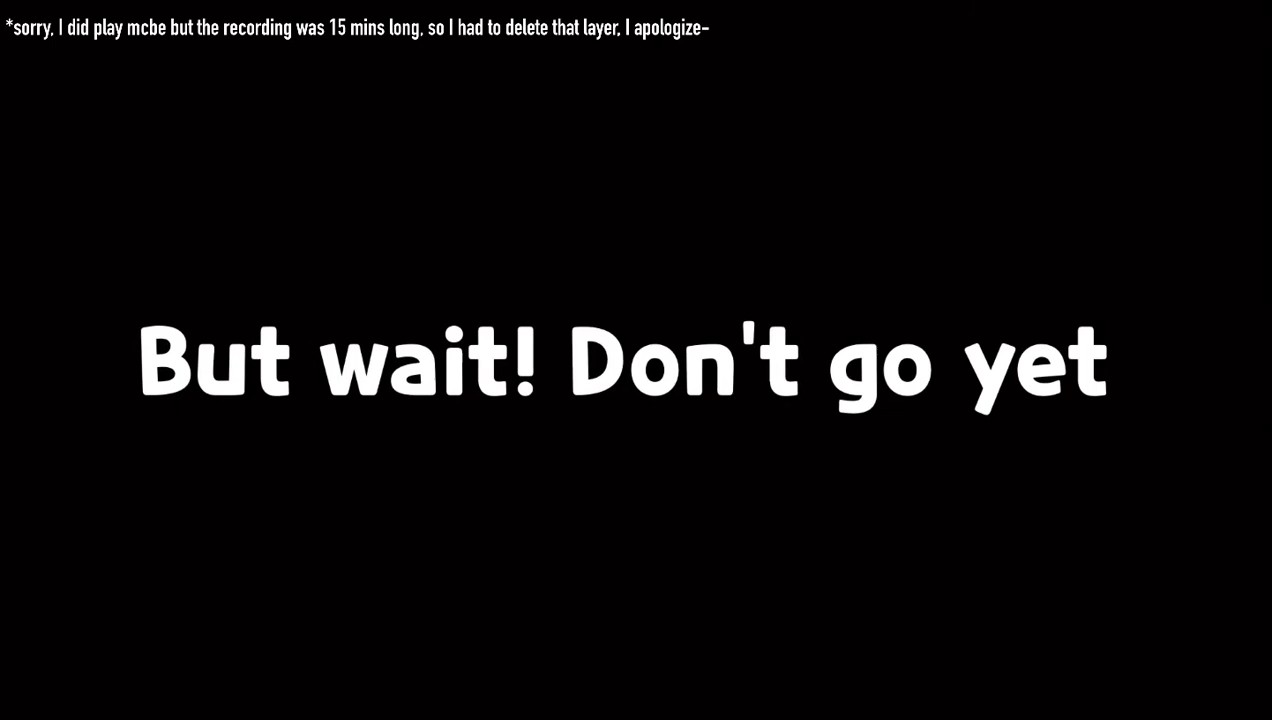 *sorry, I did play mcbe but the recording was 15 mins long, so I had to delete that layer, I apologize-
But wait! Don't go yet